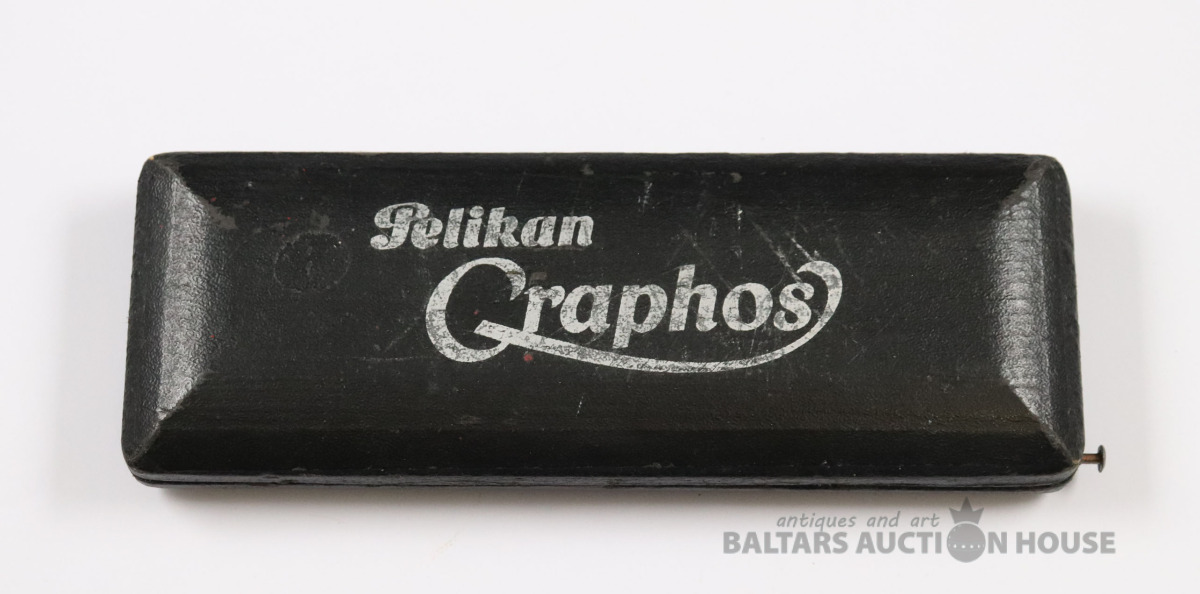 Pelikan
Graphos
antiques and art
BALTARS AUCTION HOUSE